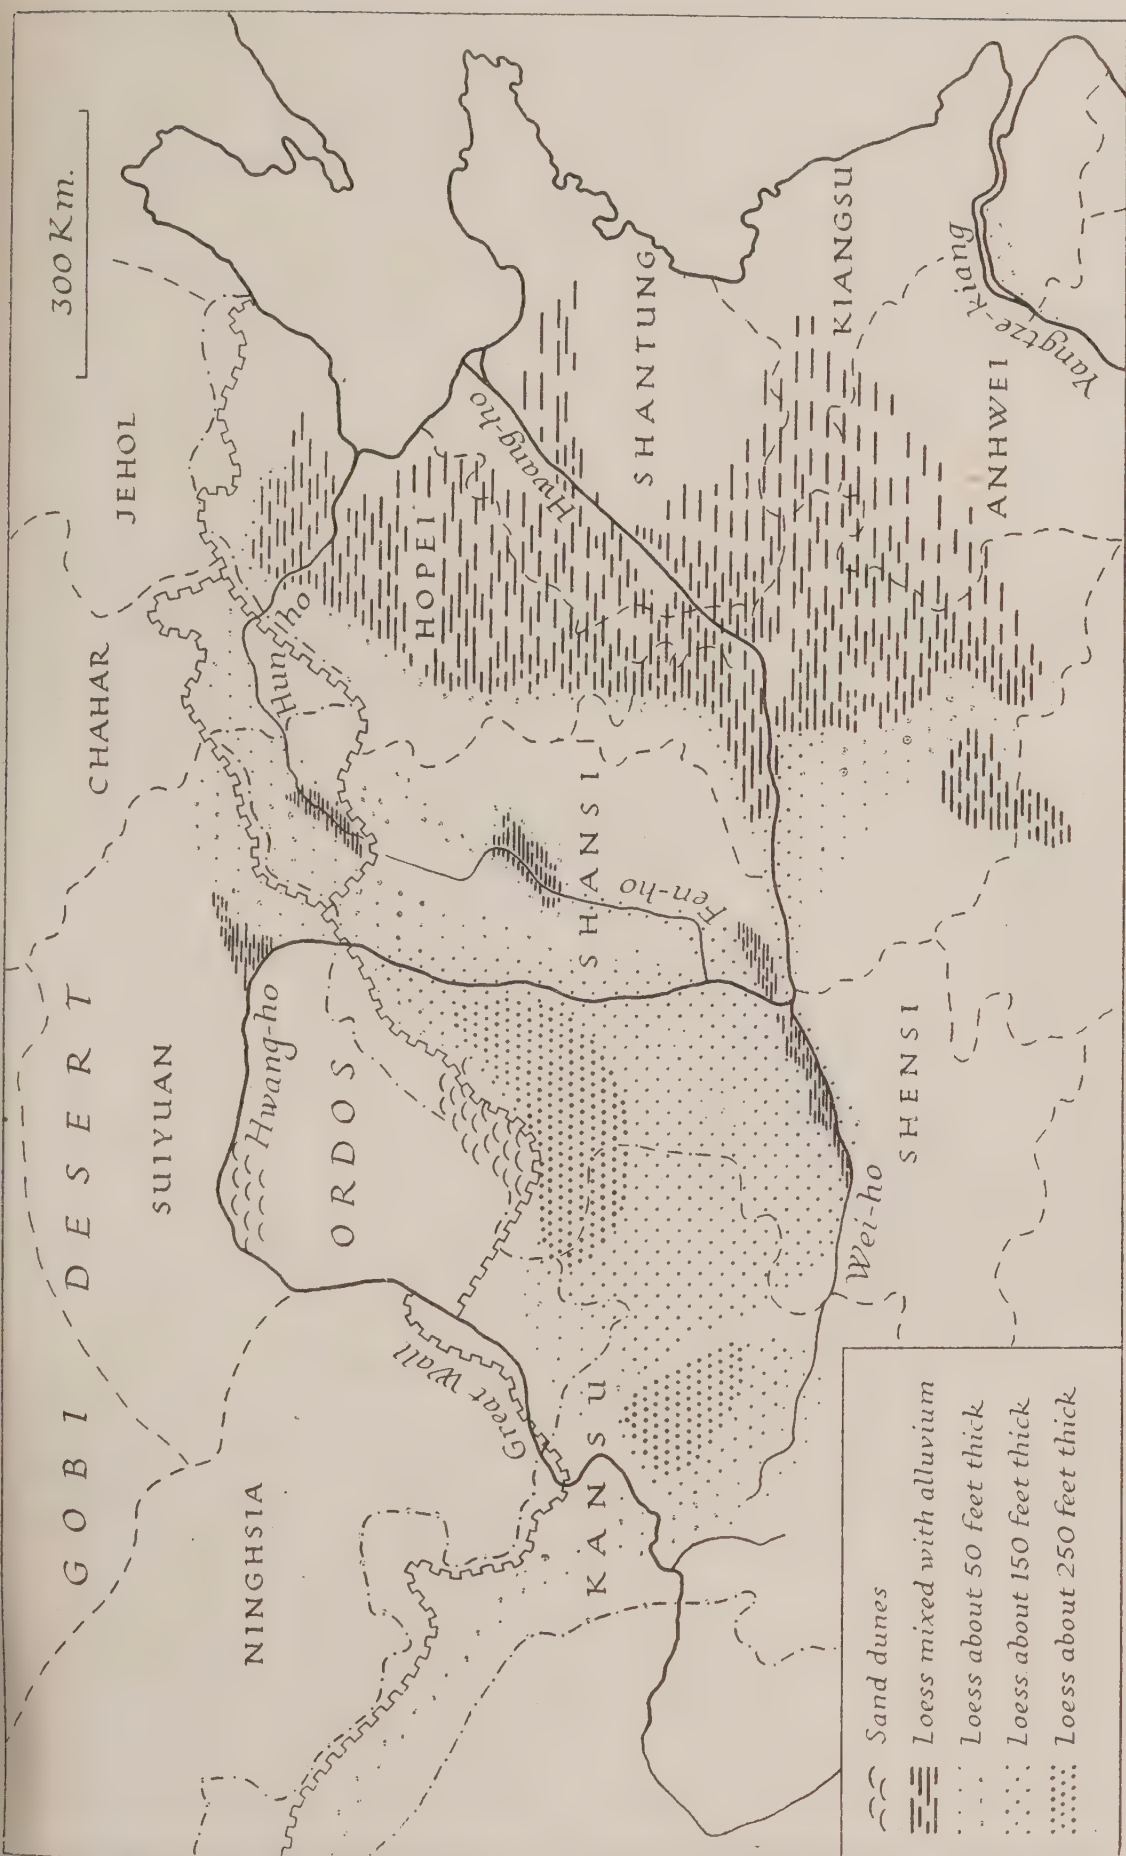 GOBI DESERT
300 Km.
JEHOL
CHAHAR
SUIYUAN
NINGHSIA
Hwang-ho
ORDOS
Great Wall
Hun-ho
HOPEI
Hwang-ho
SHANTUNG
KIANGSU
Yangtze-Kiang
ANHWEI
SHANSI
Fen-ho
SHENSI
Wei-ho
KANSU
Sand dunes
Loess mixed with alluvium
Loess about 50 feet thick
Loess about 150 feet thick
Loess about 250 feet thick